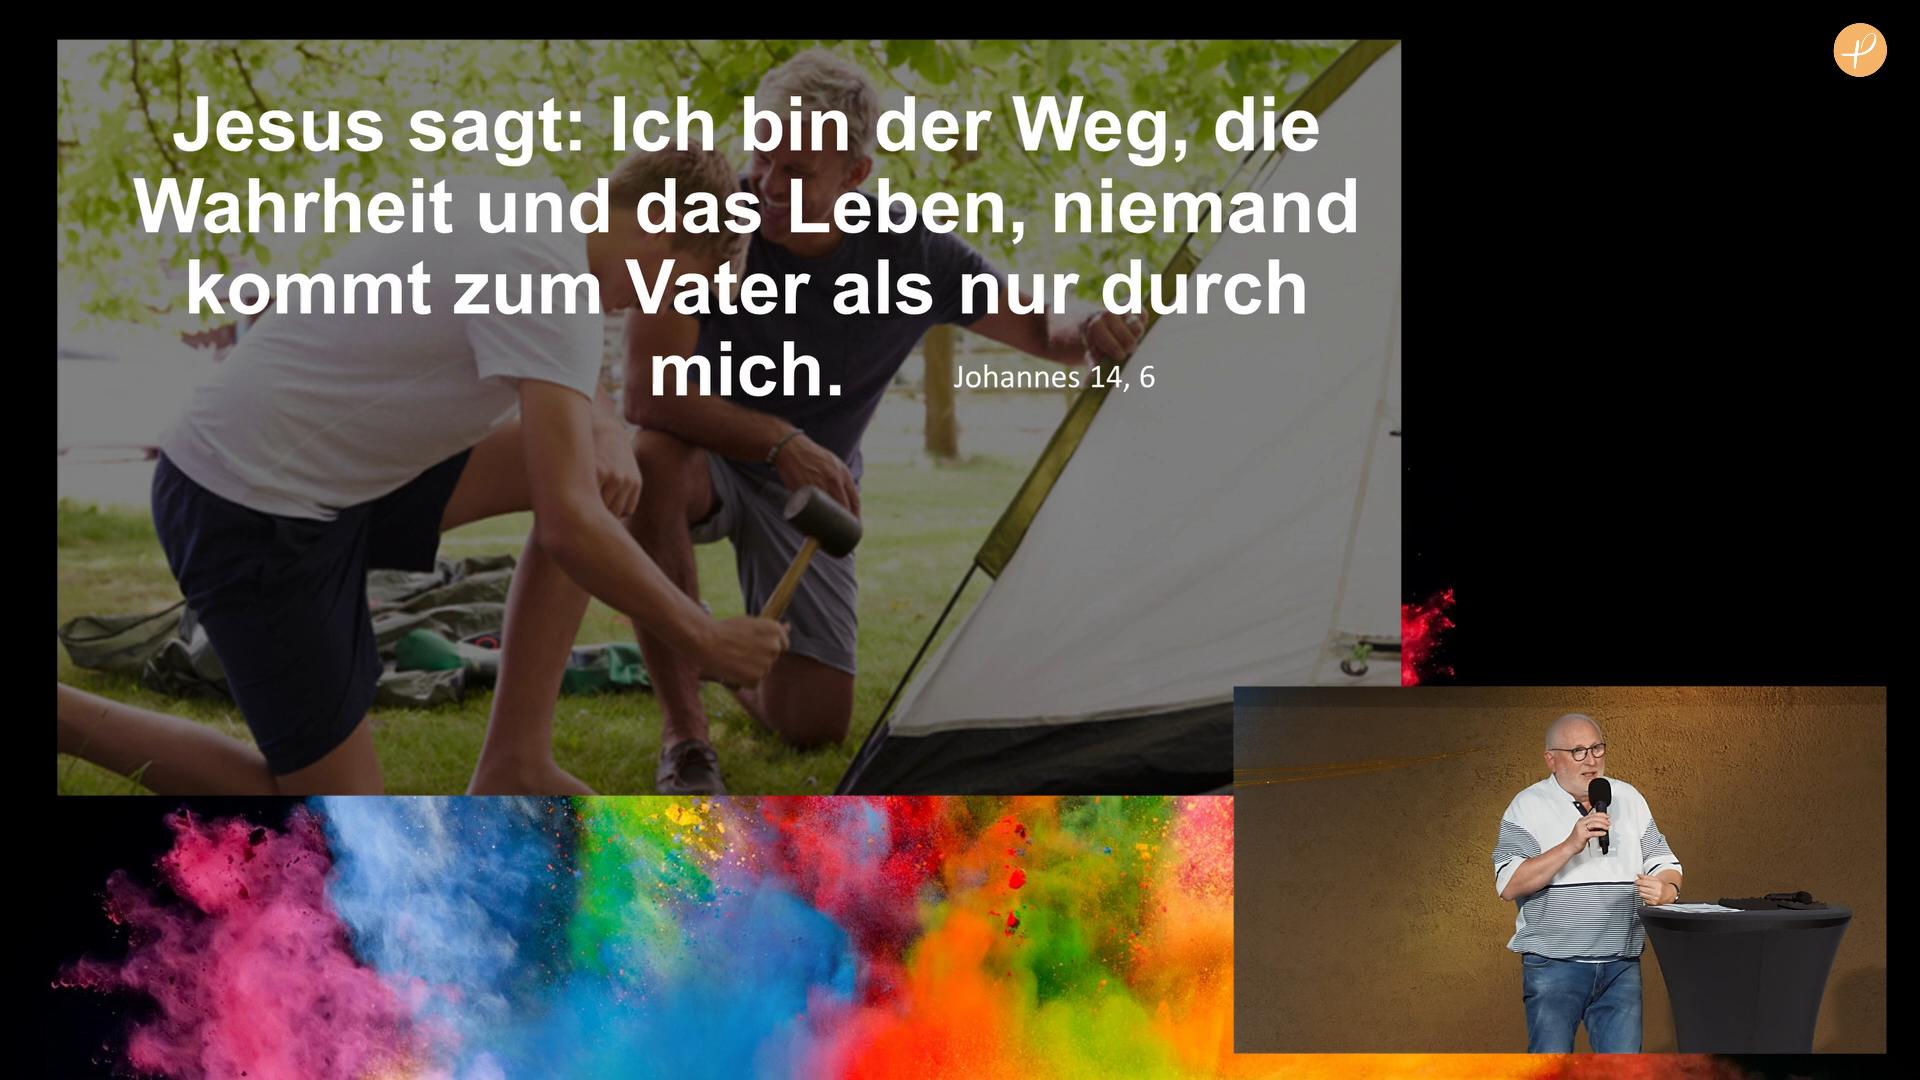 Jesus sagt: Ich bin der Weg, die
Wahrheit und das Leben, niemand
kommt zum Vater als nur durch
mich.
Johannes 14, 6